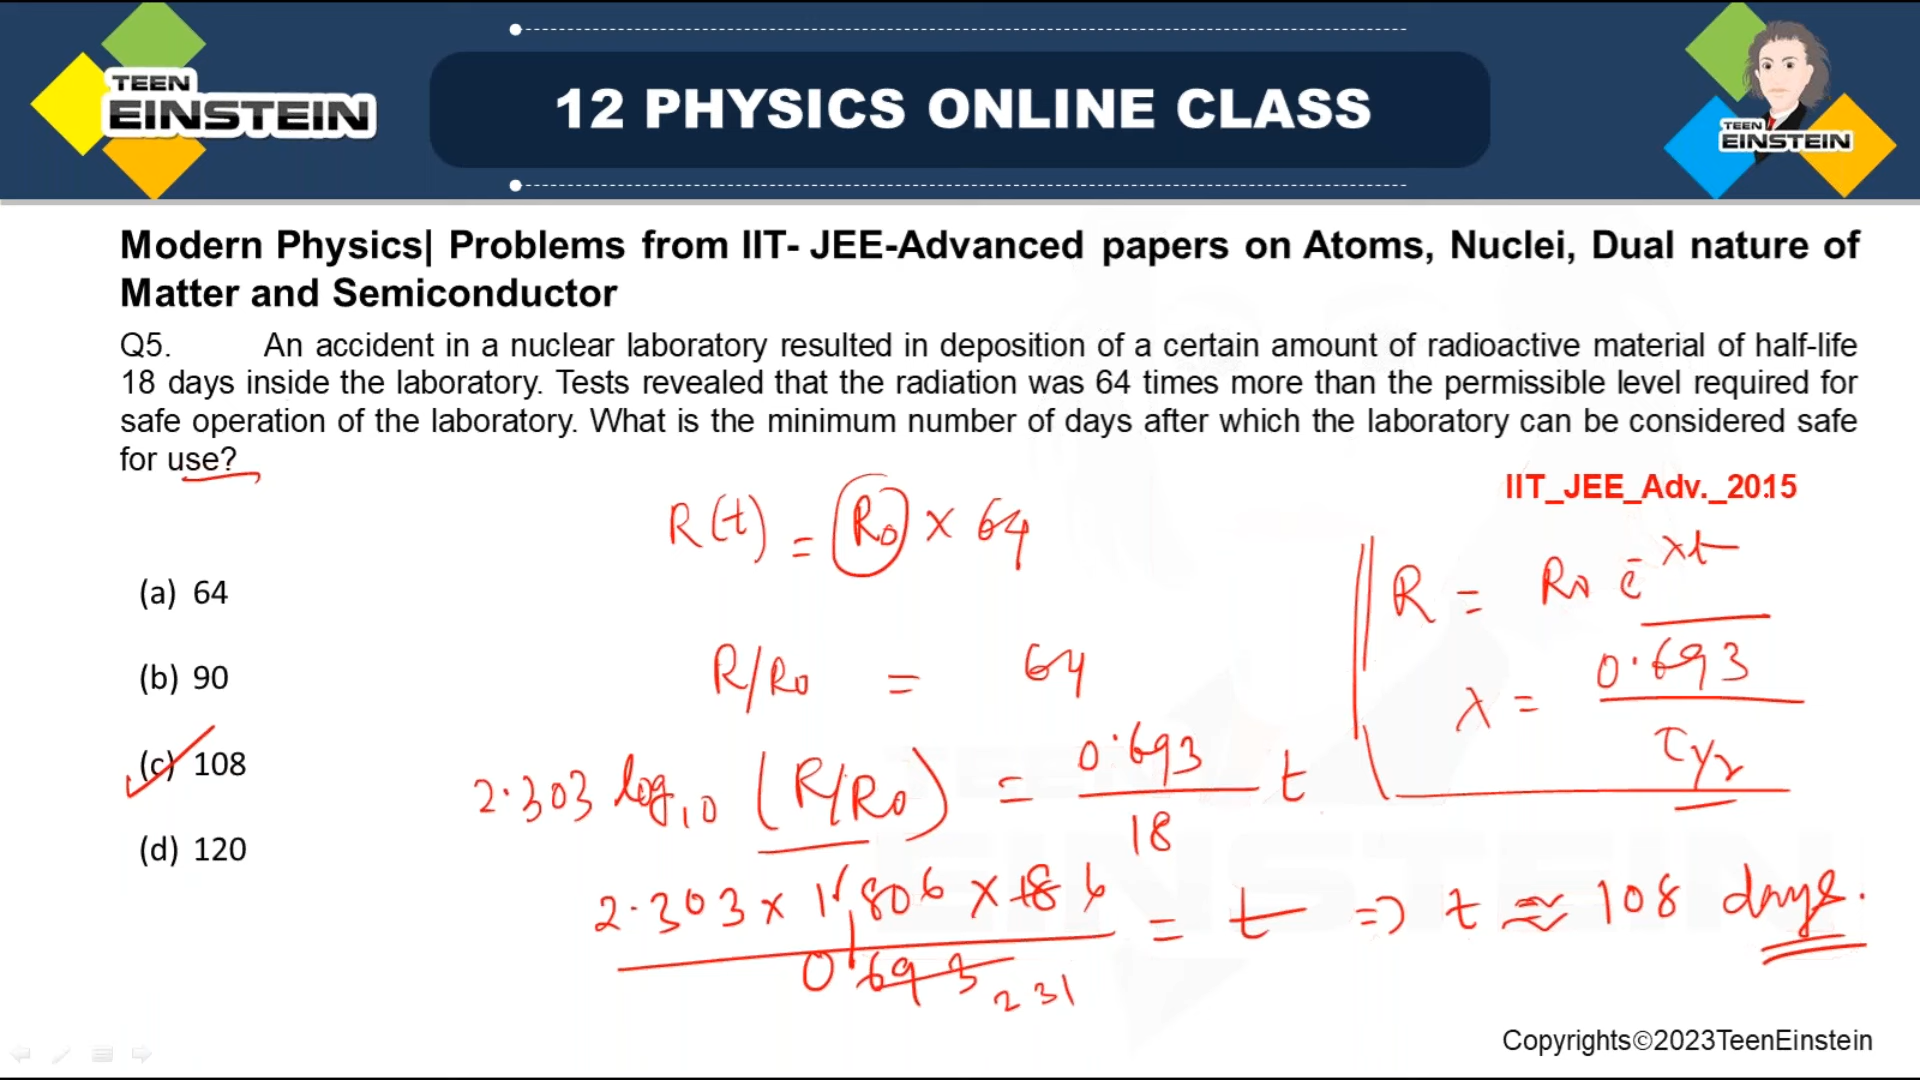 TEEN
EINSTEIN
12 PHYSICS ONLINE CLASS
TEEN
EINSTEIN
Modern Physics| Problems from IIT- JEE-Advanced papers on Atoms, Nuclei, Dual nature of
Matter and Semiconductor
Q5. An accident in a nuclear laboratory resulted in deposition of a certain amount of radioactive material of half-life
18 days inside the laboratory. Tests revealed that the radiation was 64 times more than the permissible level required for
safe operation of the laboratory. What is the minimum number of days after which the laboratory can be considered safe
for use?
IIT_JEE_Adv._2015
R(t) = R₀ × 64
R = R₀ e^-λt
(a) 64
R/R₀ = 64
λ = 0.693 / T½
(b) 90
(c) 108
2.303 log₁₀ (R/R₀) = 0.693 / 18 t
(d) 120
2.303 × 1.806 × 18 6 / 0.693 231 = t ⇒ t ≈ 108 days.
Copyrights©2023TeenEinstein